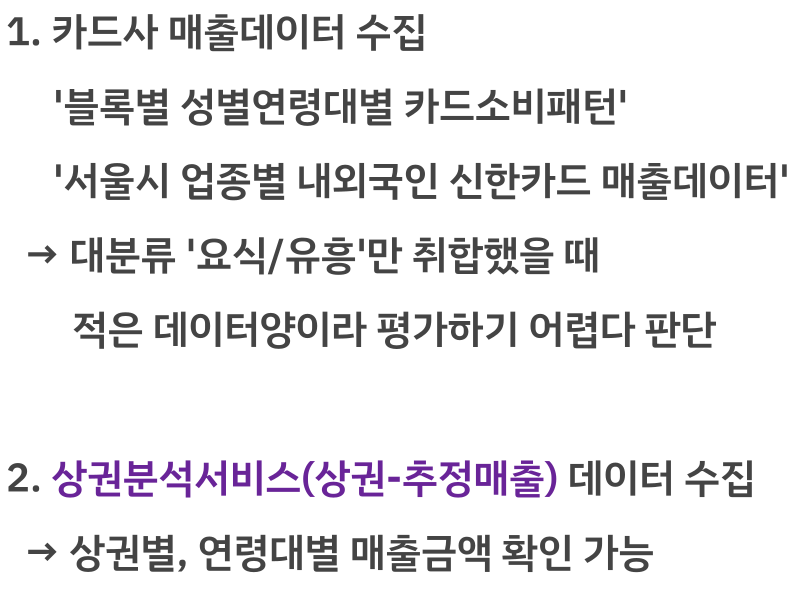 1. 카드사 매출데이터 수집
'블록별 성별연령대별 카드소비패턴'
'서울시 업종별 내외국인 신한카드 매출데이터'
→ 대분류 '요식/유흥'만 취합했을 때
적은 데이터양이라 평가하기 어렵다 판단
2. 상권분석서비스(상권-추정매출) 데이터 수집
→ 상권별, 연령대별 매출금액 확인 가능